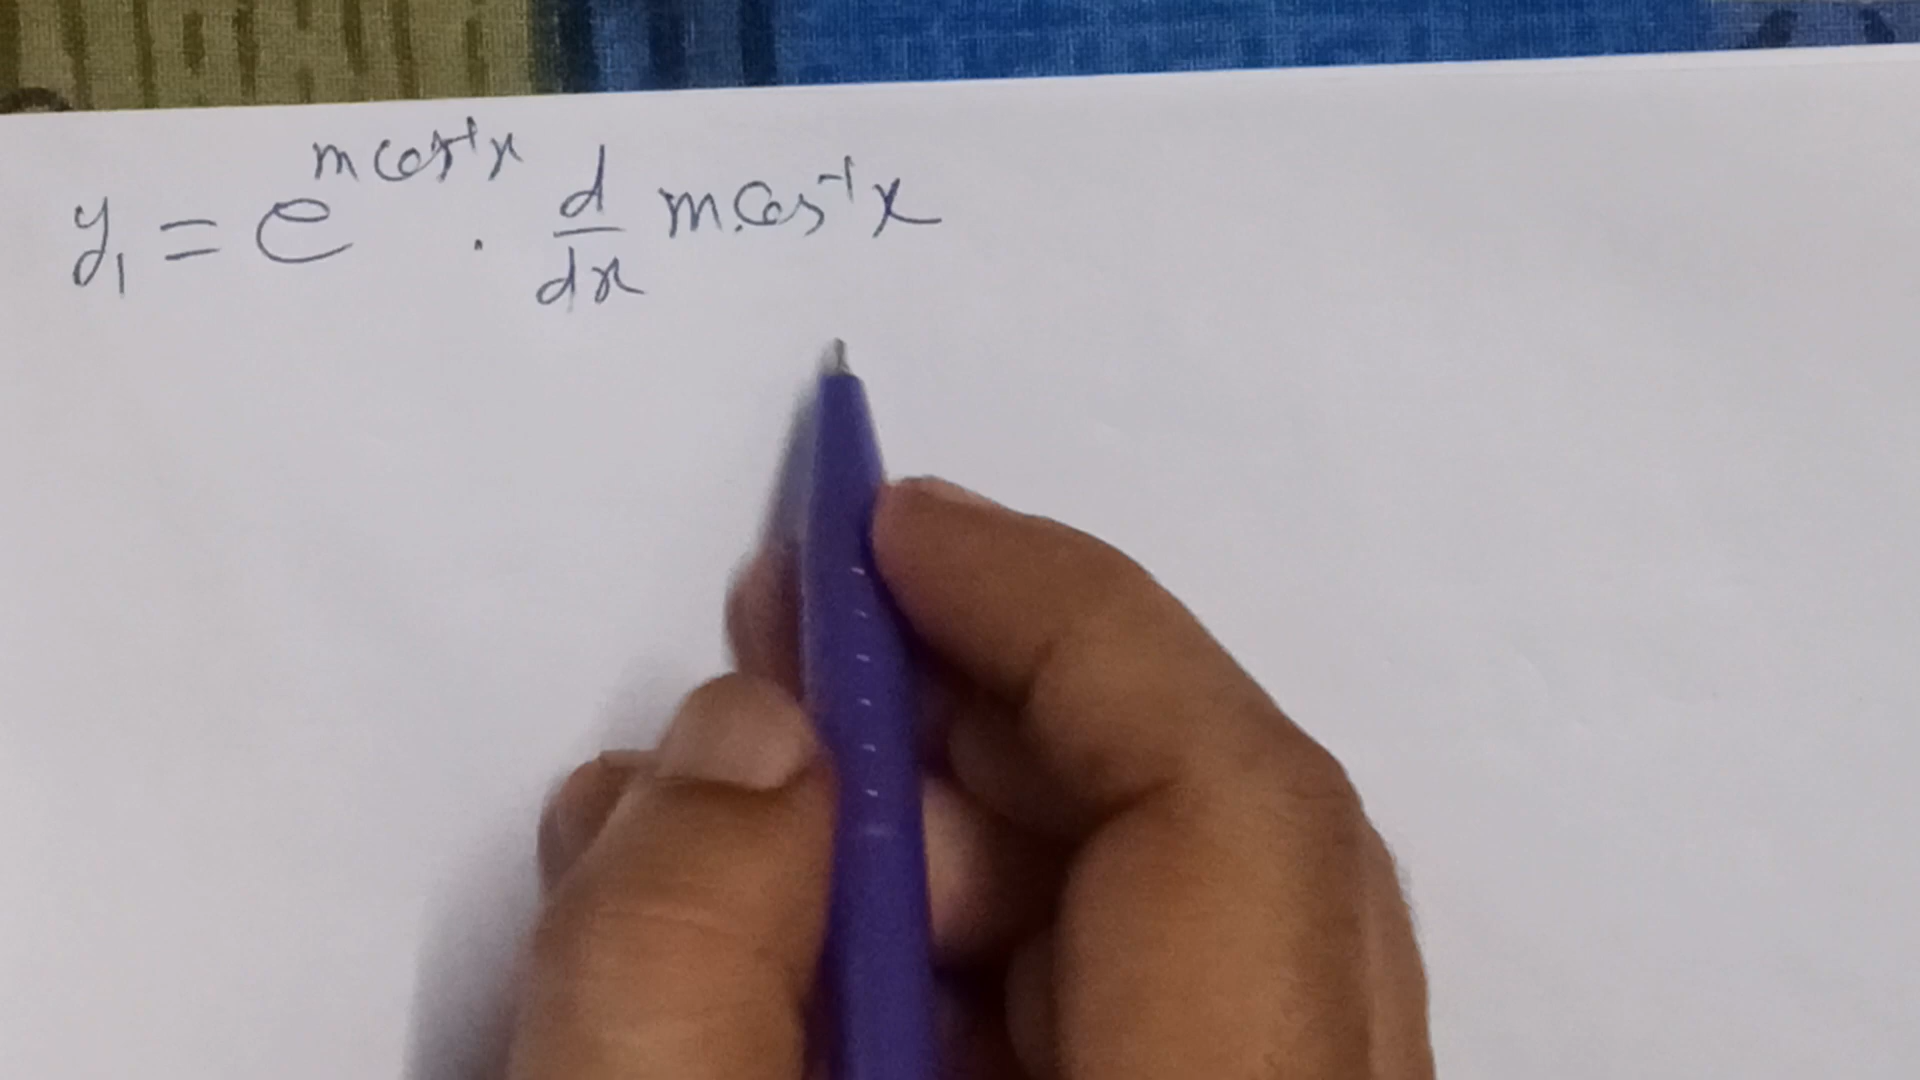 y₁ = e^{m cos⁻¹x} · d/dx m cos⁻¹x